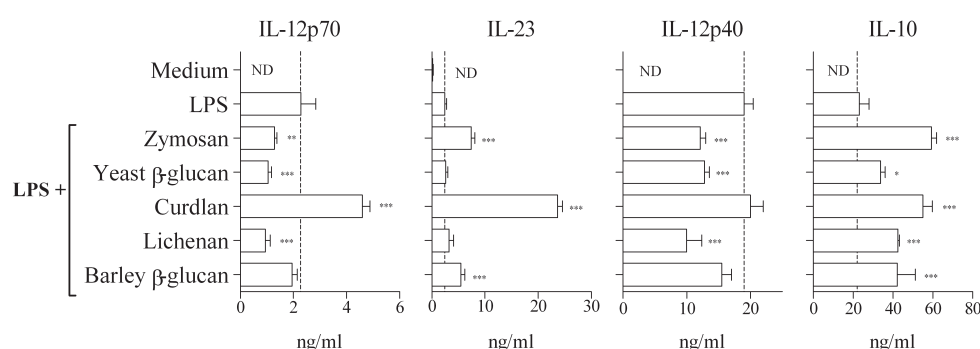 IL-12p70 IL-23 IL-12p40 IL-10
Medium ND ND ND ND
LPS
LPS +
Zymosan ** *** *** ***
Yeast β-glucan *** *** *
Curdlan *** *** ***
Lichenan *** *** ***
Barley β-glucan *** ***
0 2 4 6 0 10 20 30 0 5 10 15 20 0 20 40 60 80
ng/ml ng/ml ng/ml ng/ml